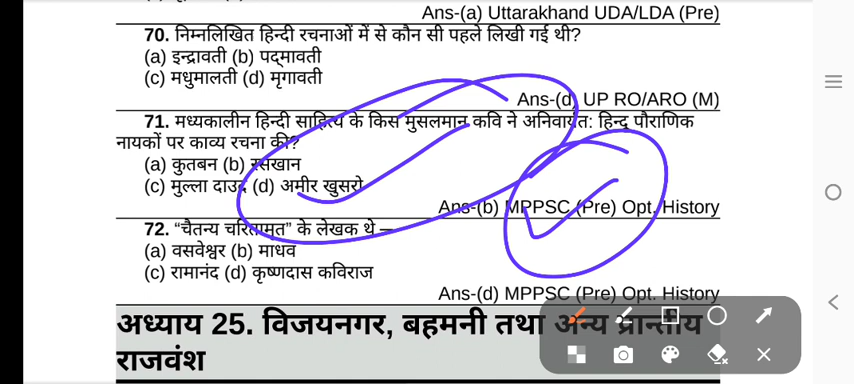 Ans-(a) Uttarakhand UDA/LDA (Pre)
70. निम्नलिखित हिन्दी रचनाओं में से कौन सी पहले लिखी गई थी?
(a) इन्द्रावती (b) पद्मावती
(c) मधुमालती (d) मृगावती
Ans-(d) UP RO/ARO (M)
71. मध्यकालीन हिन्दी साहित्य के किस मुसलमान कवि ने अनिवार्यत: हिन्दू पौराणिक
नायकों पर काव्य रचना की?
(a) कुतबन (b) रसखान
(c) मुल्ला दाउद (d) अमीर खुसरो
Ans-(b) MPPSC (Pre) Opt. History
72. “चैतन्य चरितामृत” के लेखक थे —
(a) वसवेश्वर (b) माधव
(c) रामानंद (d) कृष्णदास कविराज
Ans-(d) MPPSC (Pre) Opt. History
अध्याय 25. विजयनगर, बहमनी तथा अन्य प्रान्तीय
राजवंश